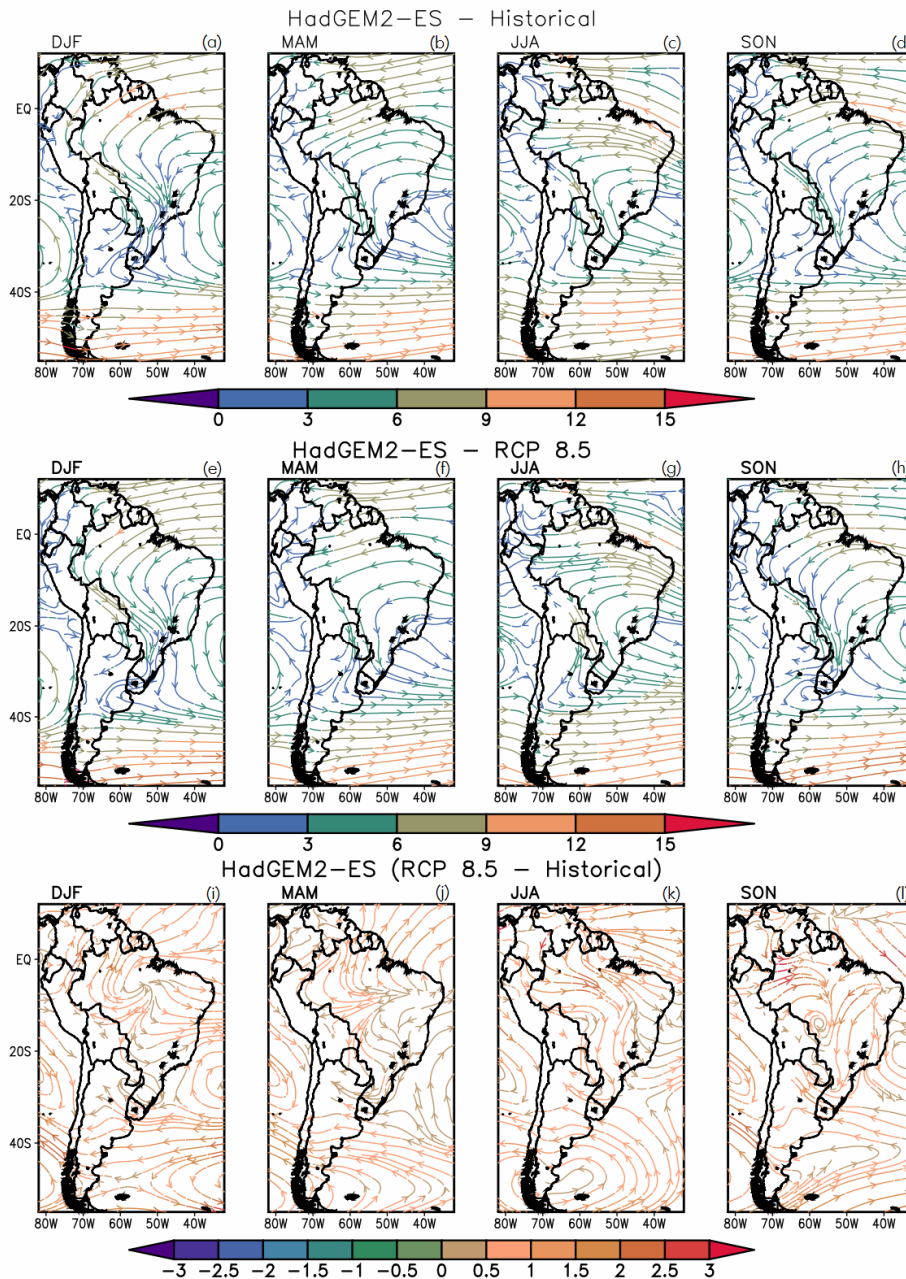 HadGEM2-ES - Historical
DJF (a) MAM (b) JJA (c) SON (d)
EQ
20S
40S
80W 70W 60W 50W 40W 80W 70W 60W 50W 40W 80W 70W 60W 50W 40W 80W 70W 60W 50W 40W
0 3 6 9 12 15
HadGEM2-ES - RCP 8.5
DJF (e) MAM (f) JJA (g) SON (h)
EQ
20S
40S
80W 70W 60W 50W 40W 80W 70W 60W 50W 40W 80W 70W 60W 50W 40W 80W 70W 60W 50W 40W
0 3 6 9 12 15
HadGEM2-ES (RCP 8.5 - Historical)
DJF (i) MAM (j) JJA (k) SON (l)
EQ
20S
40S
80W 70W 60W 50W 40W 80W 70W 60W 50W 40W 80W 70W 60W 50W 40W 80W 70W 60W 50W 40W
-3 -2.5 -2 -1.5 -1 -0.5 0 0.5 1 1.5 2 2.5 3